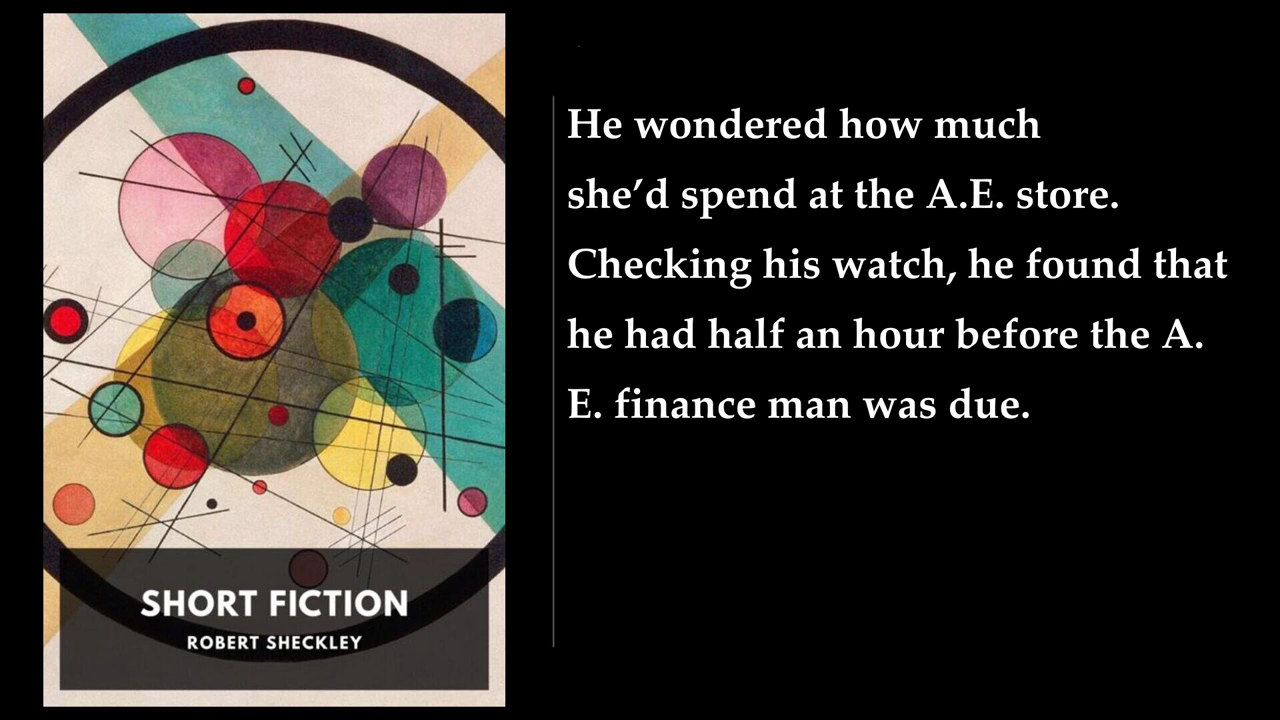 SHORT FICTION
ROBERT SHECKLEY
He wondered how much
she’d spend at the A.E. store.
Checking his watch, he found that
he had half an hour before the A.
E. finance man was due.